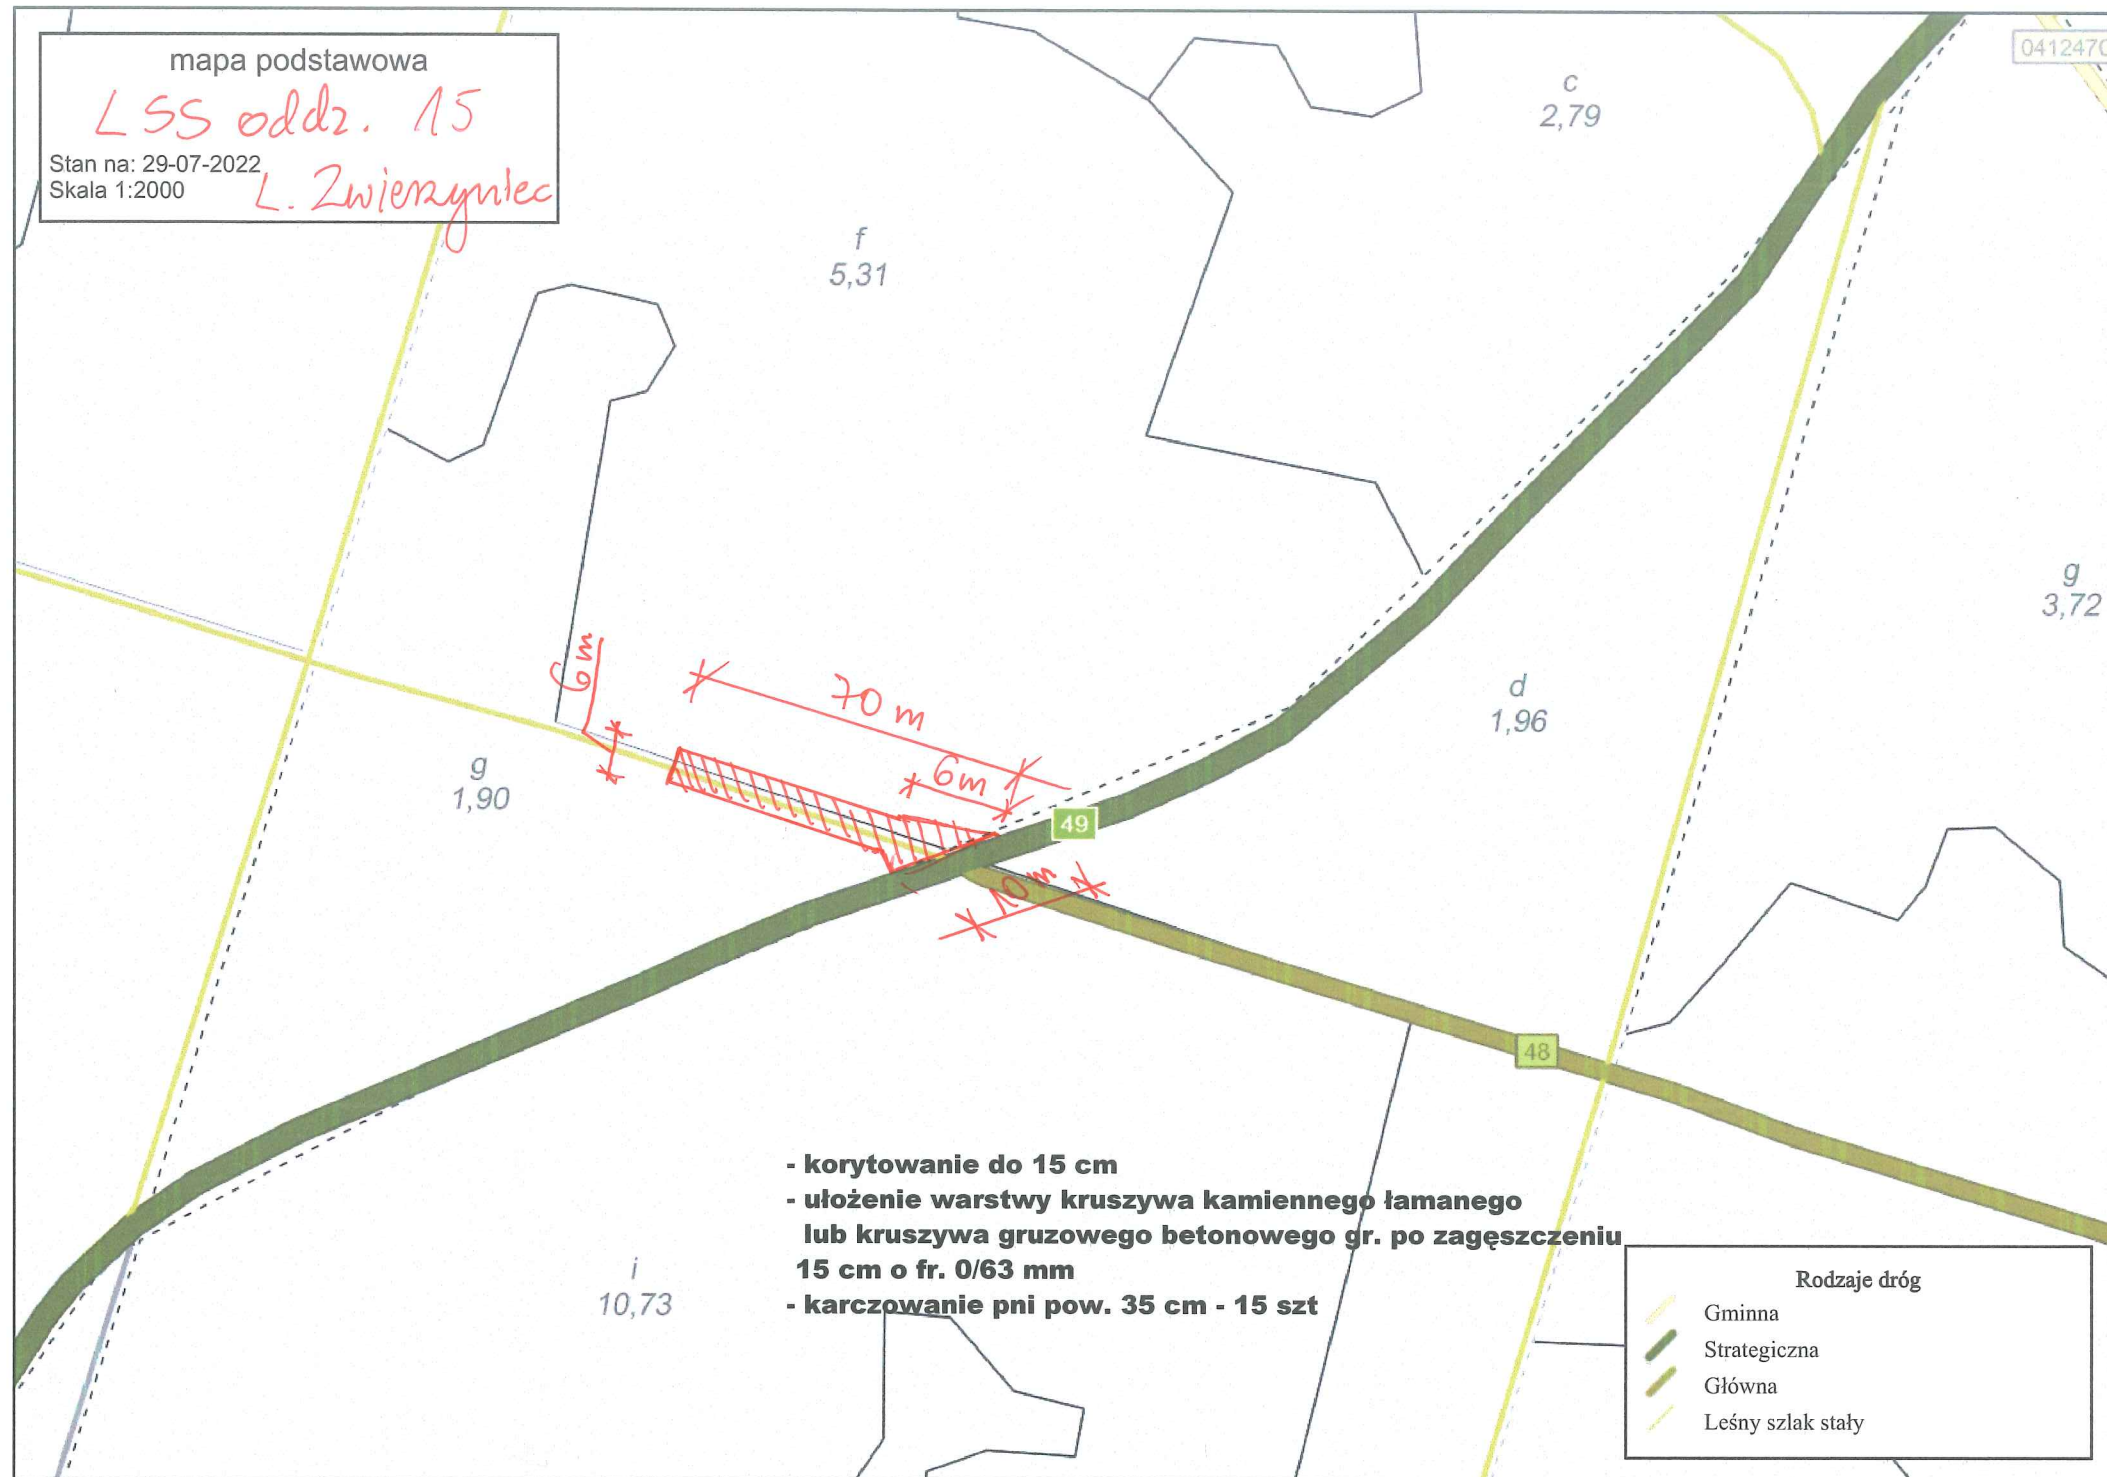 mapa podstawowa
LSS oddz. 15
Stan na: 29-07-2022
Skala 1:2000
L. Zwierzyniec
0412470
c
2,79
f
5,31
g
3,72
6m
70 m
d
1,96
g
1,90
6m
49
10m
48
- korytowanie do 15 cm
- ułożenie warstwy kruszywa kamiennego łamanego
lub kruszywa gruzowego betonowego gr. po zagęszczeniu
15 cm o fr. 0/63 mm
- karczowanie pni pow. 35 cm - 15 szt
i
10,73
Rodzaje dróg
Gminna
Strategiczna
Główna
Leśny szlak stały